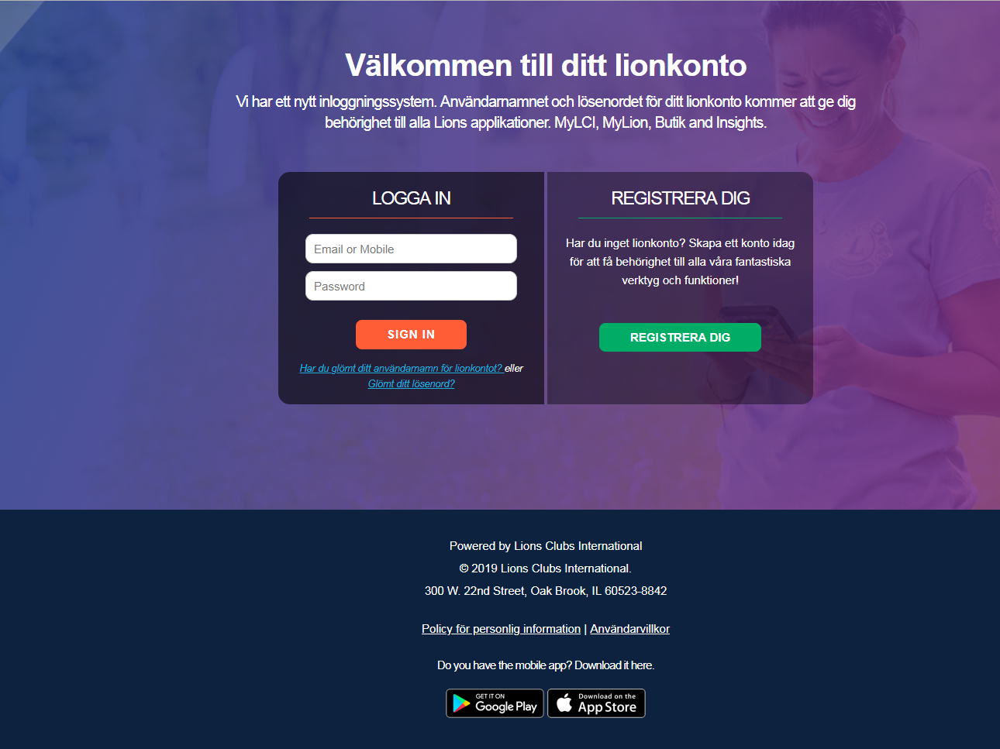 Välkommen till ditt lionkonto
Vi har ett nytt inloggningssystem. Användarnamnet och lösenordet för ditt lionkonto kommer att ge dig
behörighet till alla Lions applikationer. MyLCI, MyLion, Butik and Insights.
LOGGA IN
Email or Mobile
Password
SIGN IN
Har du glömt ditt användarnamn för lionkontot? eller
Glömt ditt lösenord?
REGISTRERA DIG
Har du inget lionkonto? Skapa ett konto idag
för att få behörighet till alla våra fantastiska
verktyg och funktioner!
REGISTRERA DIG
Powered by Lions Clubs International
© 2019 Lions Clubs International.
300 W. 22nd Street, Oak Brook, IL 60523-8842
Policy för personlig information | Användarvillkor
Do you have the mobile app? Download it here.
GET IT ON
Google Play
Download on the
App Store